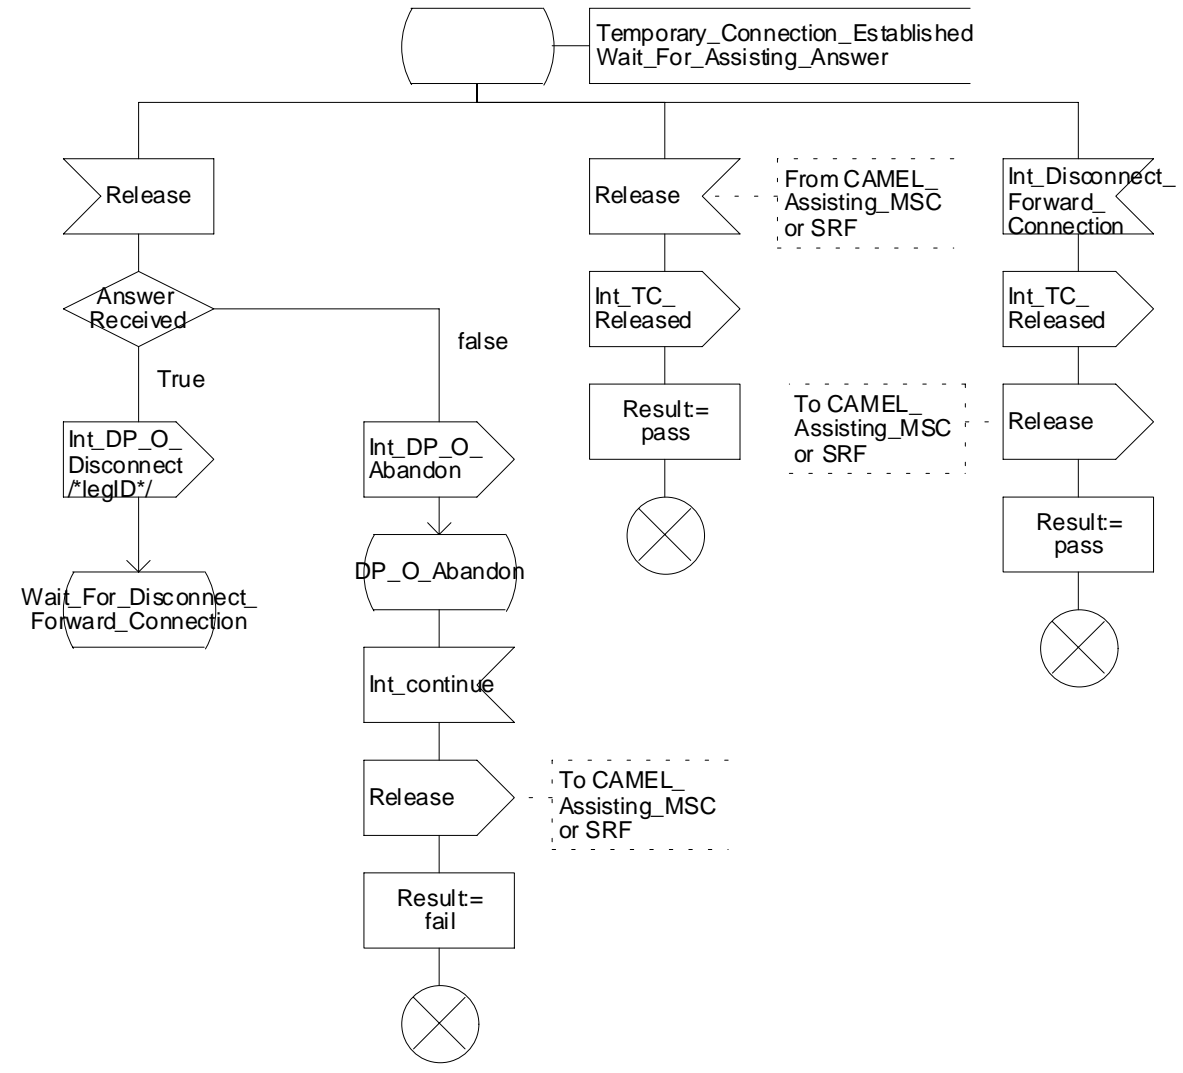 Temporary_Connection_Established
Wait_For_Assisting_Answer
Release
Release
From CAMEL_
Assisting_MSC
or SRF
Int_Disconnect_
Forward_
Connection
Answer
Received
false
True
Int_TC_
Released
Int_TC_
Released
Int_DP_O_
Disconnect
/*legID*/
Int_DP_O_
Abandon
Result:=
pass
To CAMEL_
Assisting_MSC
or SRF
Release
Wait_For_Disconnect_
Forward_Connection
DP_O_Abandon
Result:=
pass
Int_continue
Release
To CAMEL_
Assisting_MSC
or SRF
Result:=
fail